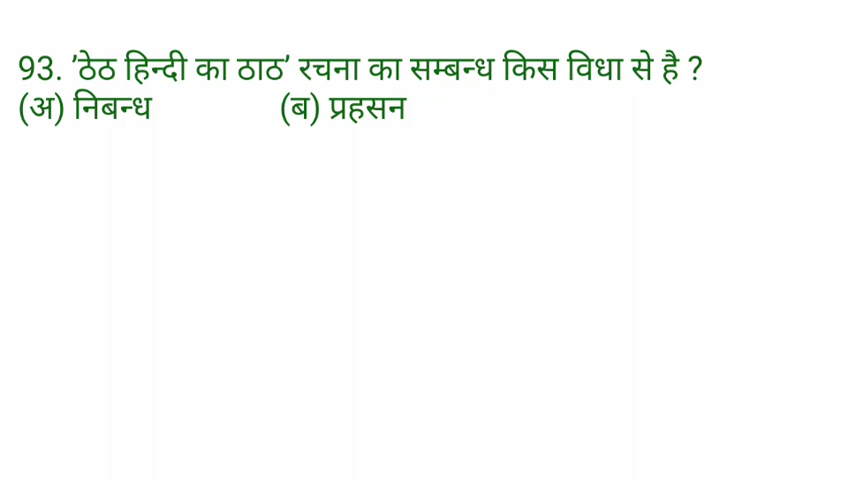 93. ’ठेठ हिन्दी का ठाठ’ रचना का सम्बन्ध किस विधा से है ?
(अ) निबन्ध (ब) प्रहसन